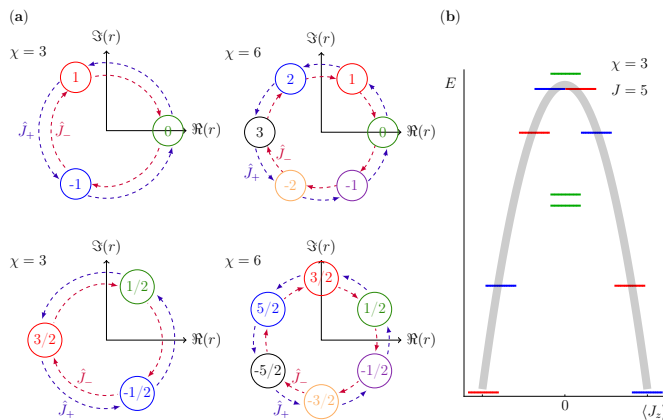 (a)
χ = 3
ℑ(r)
ℜ(r)
1
0
-1
Ĵ₊
Ĵ₋
χ = 6
ℑ(r)
ℜ(r)
2
1
3
0
-2
-1
Ĵ₋
Ĵ₊
χ = 3
ℑ(r)
ℜ(r)
1/2
3/2
-1/2
Ĵ₋
Ĵ₊
χ = 6
ℑ(r)
ℜ(r)
3/2
5/2
1/2
-5/2
-1/2
-3/2
Ĵ₋
Ĵ₊
(b)
χ = 3
E
J = 5
0